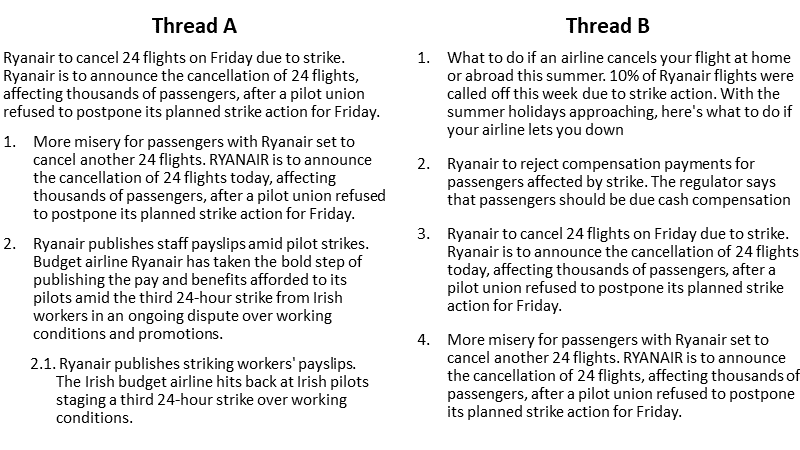 Thread A
Ryanair to cancel 24 flights on Friday due to strike.
Ryanair is to announce the cancellation of 24 flights,
affecting thousands of passengers, after a pilot union
refused to postpone its planned strike action for Friday.
1. More misery for passengers with Ryanair set to
cancel another 24 flights. RYANAIR is to announce
the cancellation of 24 flights today, affecting
thousands of passengers, after a pilot union refused
to postpone its planned strike action for Friday.
2. Ryanair publishes staff payslips amid pilot strikes.
Budget airline Ryanair has taken the bold step of
publishing the pay and benefits afforded to its
pilots amid the third 24-hour strike from Irish
workers in an ongoing dispute over working
conditions and promotions.
2.1. Ryanair publishes striking workers' payslips.
The Irish budget airline hits back at Irish pilots
staging a third 24-hour strike over working
conditions.
Thread B
1. What to do if an airline cancels your flight at home
or abroad this summer. 10% of Ryanair flights were
called off this week due to strike action. With the
summer holidays approaching, here's what to do if
your airline lets you down
2. Ryanair to reject compensation payments for
passengers affected by strike. The regulator says
that passengers should be due cash compensation
3. Ryanair to cancel 24 flights on Friday due to strike.
Ryanair is to announce the cancellation of 24 flights
today, affecting thousands of passengers, after a
pilot union refused to postpone its planned strike
action for Friday.
4. More misery for passengers with Ryanair set to
cancel another 24 flights. RYANAIR is to announce
the cancellation of 24 flights, affecting thousands of
passengers, after a pilot union refused to postpone
its planned strike action for Friday.